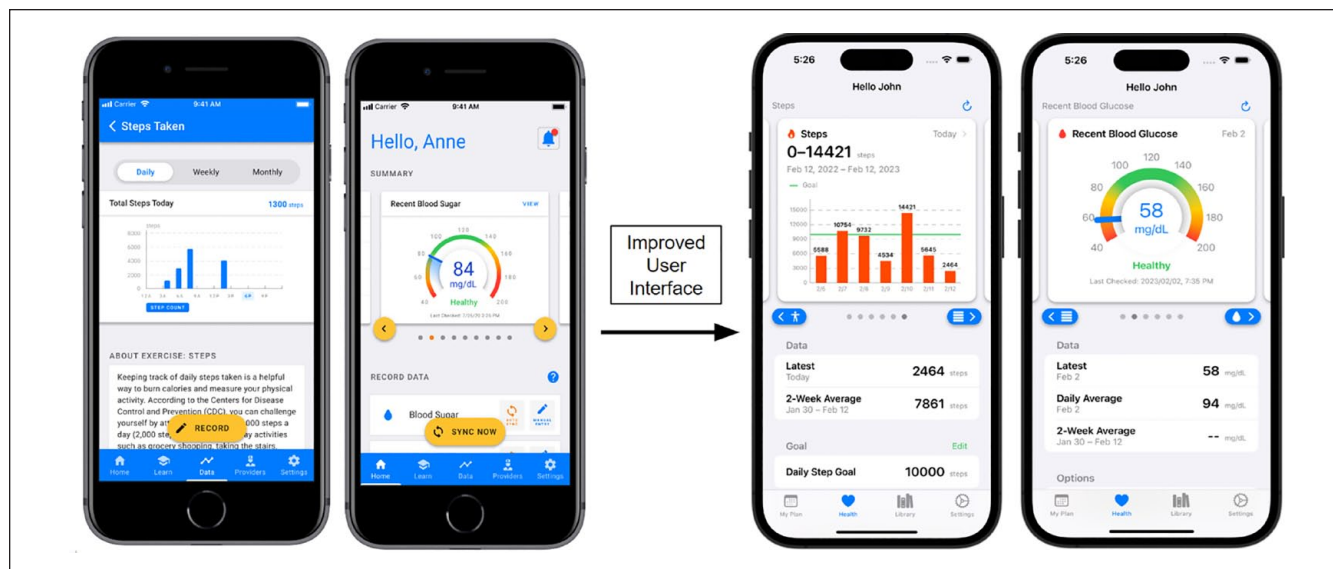 Carrier 9:41 AM
Steps Taken
Daily Weekly Monthly
Total Steps Today 1300 steps
steps
8000
6000
4000
2000
0
STEP COUNT
ABOUT EXERCISE: STEPS
Keeping track of daily steps taken is a helpful
way to burn calories and measure your physical
activity. According to the Centers for Disease
Control and Prevention (CDC), you can challenge
yourself by 000 steps a
day (2,000 activities
such as grocery shopping, taking the stairs,
RECORD
Home Learn Data Providers Settings
Carrier 9:41 AM
Hello, Anne
SUMMARY
Recent Blood Sugar VIEW
40 60 80 100 120 140 160 180 200
84
mg/dL
Healthy
Last Checked:
RECORD DATA ?
Blood Sugar
AUTO SYNC
MANUAL ENTRY
SYNC NOW
Home Learn Data Providers Settings
Improved
User
Interface
5:26
Hello John
Steps
Steps Today
0–14421 steps
Feb 12, 2022 – Feb 12, 2023
Goal
15000
12000
9000
6000
3000
0
5588 10754 9732 4534 14421 5645 2464
2/6 2/7 2/8 2/9 2/10 2/11 2/12
Data
Latest 2464 steps
Today
2-Week Average 7861 steps
Jan 30 – Feb 12
Goal Edit
Daily Step Goal 10000 steps
My Plan Health Library Settings
5:26
Hello John
Recent Blood Glucose
Recent Blood Glucose Feb 2
40 60 80 100 120 140 160 180 200
58
mg/dL
Healthy
Last Checked: 2023/02/02, 7:35 PM
Data
Latest 58 mg/dL
Feb 2
Daily Average 94 mg/dL
Feb 2
2-Week Average -- mg/dL
Jan 30 – Feb 12
Options
My Plan Health Library Settings